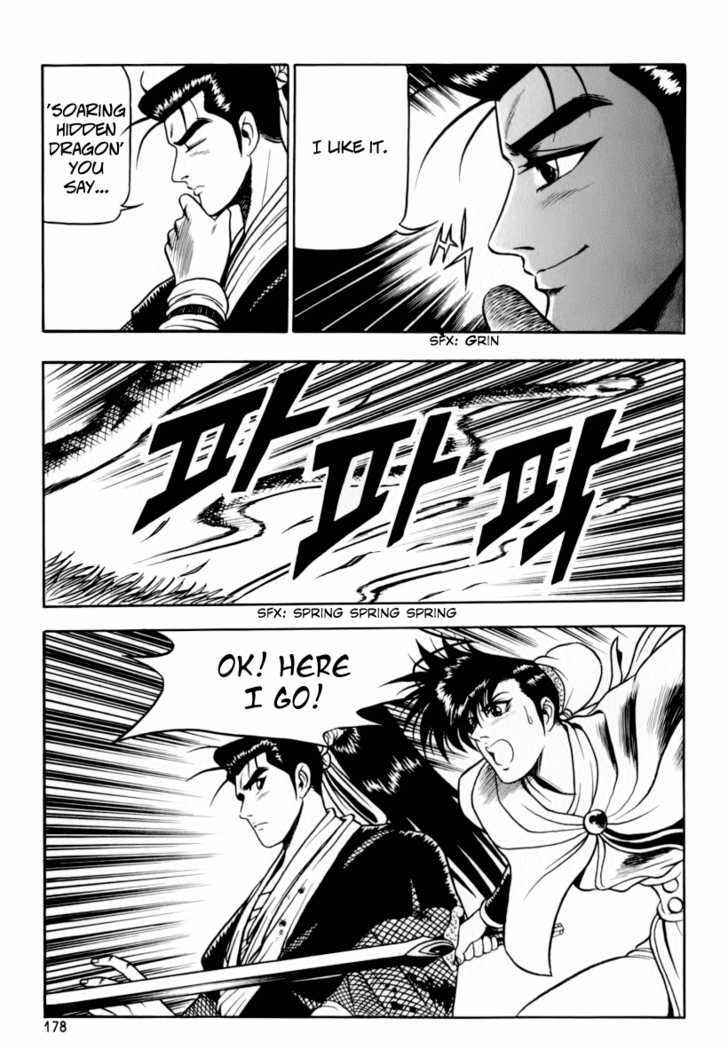 'SOARING
HIDDEN
DRAGON'
YOU
SAY...
I LIKE IT.
SFX: GRIN
파 파 팍
SFX: SPRING SPRING SPRING
OK! HERE
I GO!
178